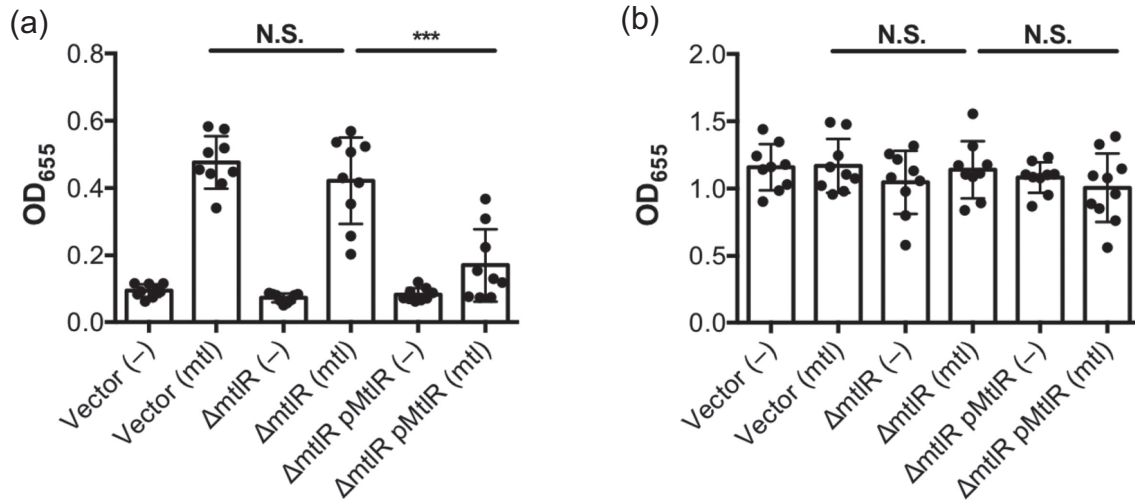 (a)
N.S.
***
0.8
0.6
0.4
0.2
0.0
OD655
Vector (–)
Vector (mtl)
ΔmtlR (–)
ΔmtlR (mtl)
ΔmtlR pMtlR (–)
ΔmtlR pMtlR (mtl)
(b)
N.S.
N.S.
2.0
1.5
1.0
0.5
0.0
OD655
Vector (–)
Vector (mtl)
ΔmtlR (–)
ΔmtlR (mtl)
ΔmtlR pMtlR (–)
ΔmtlR pMtlR (mtl)